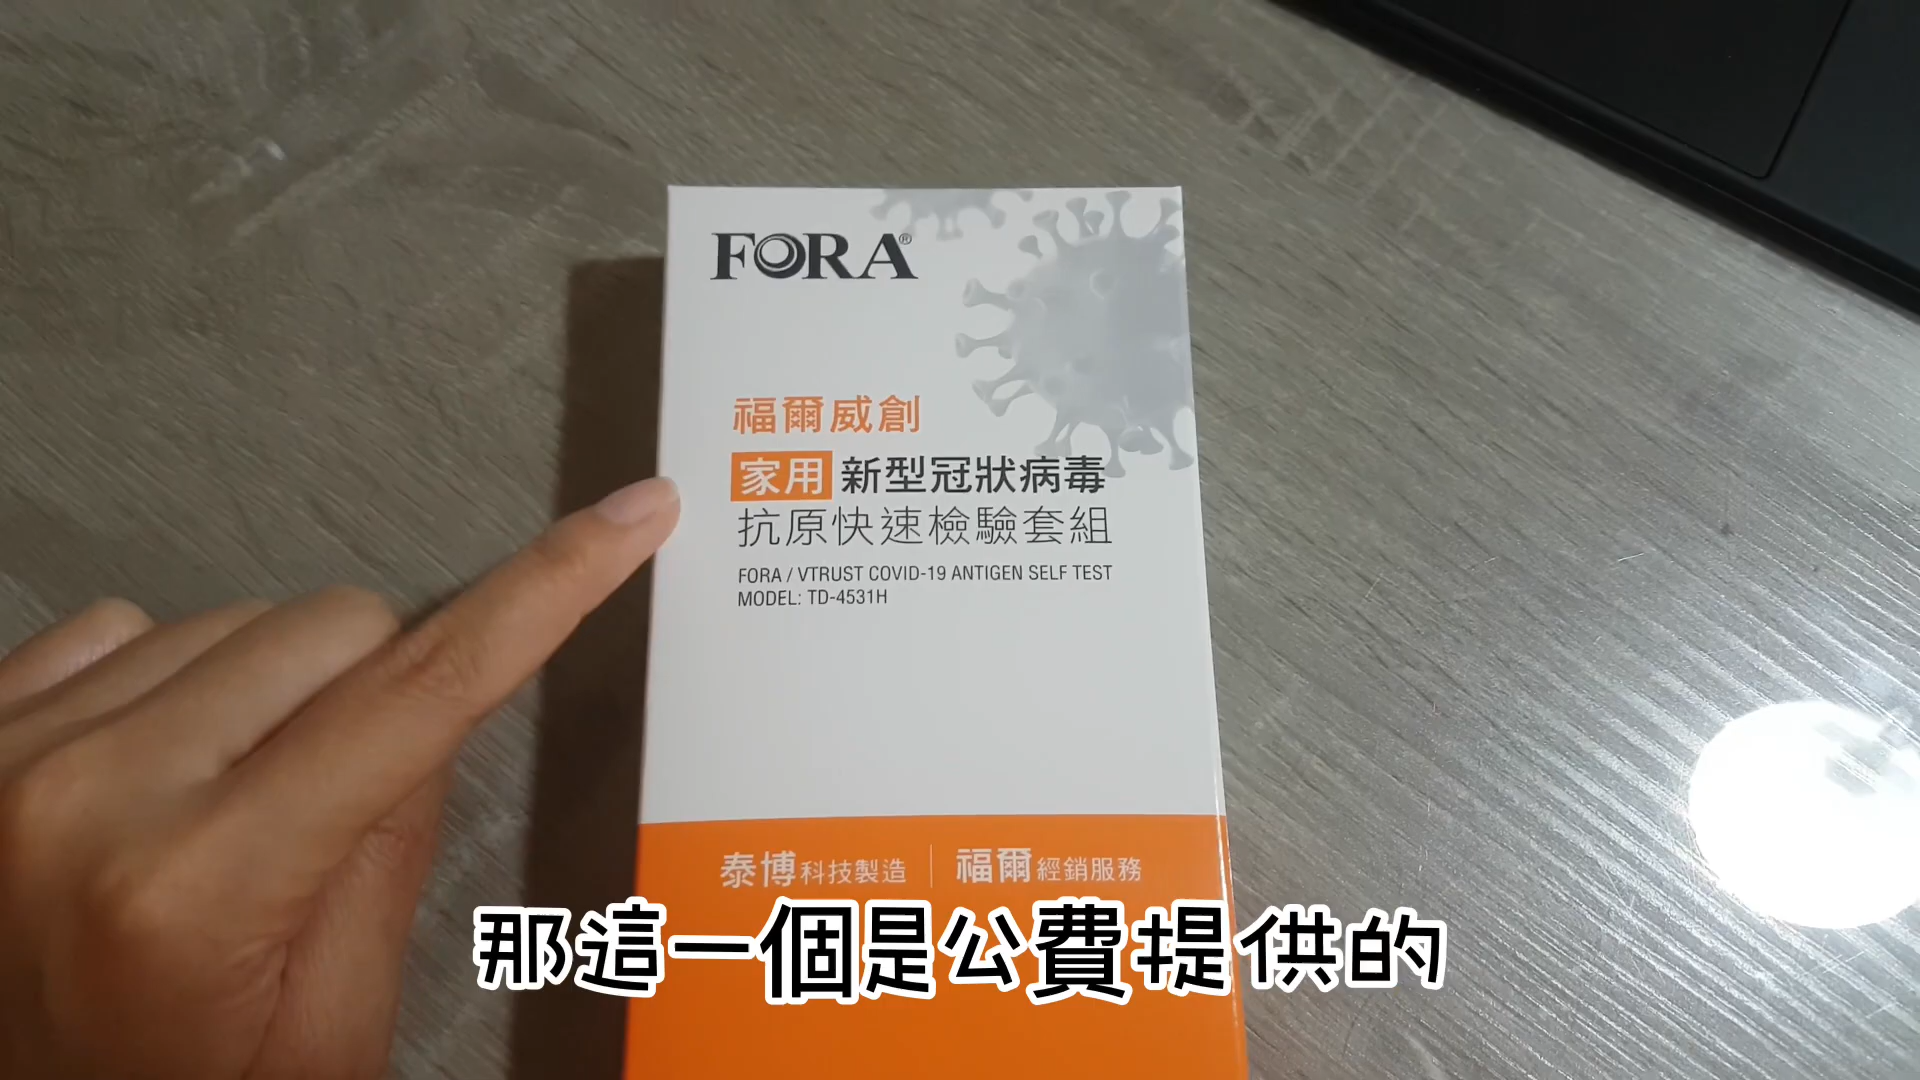 FORA®
福爾威創
家用 新型冠狀病毒
抗原快速檢驗套組
FORA / VTRUST COVID-19 ANTIGEN SELF TEST
MODEL: TD-4531H
泰博科技製造 | 福爾經銷服務
那這一個是公費提供的